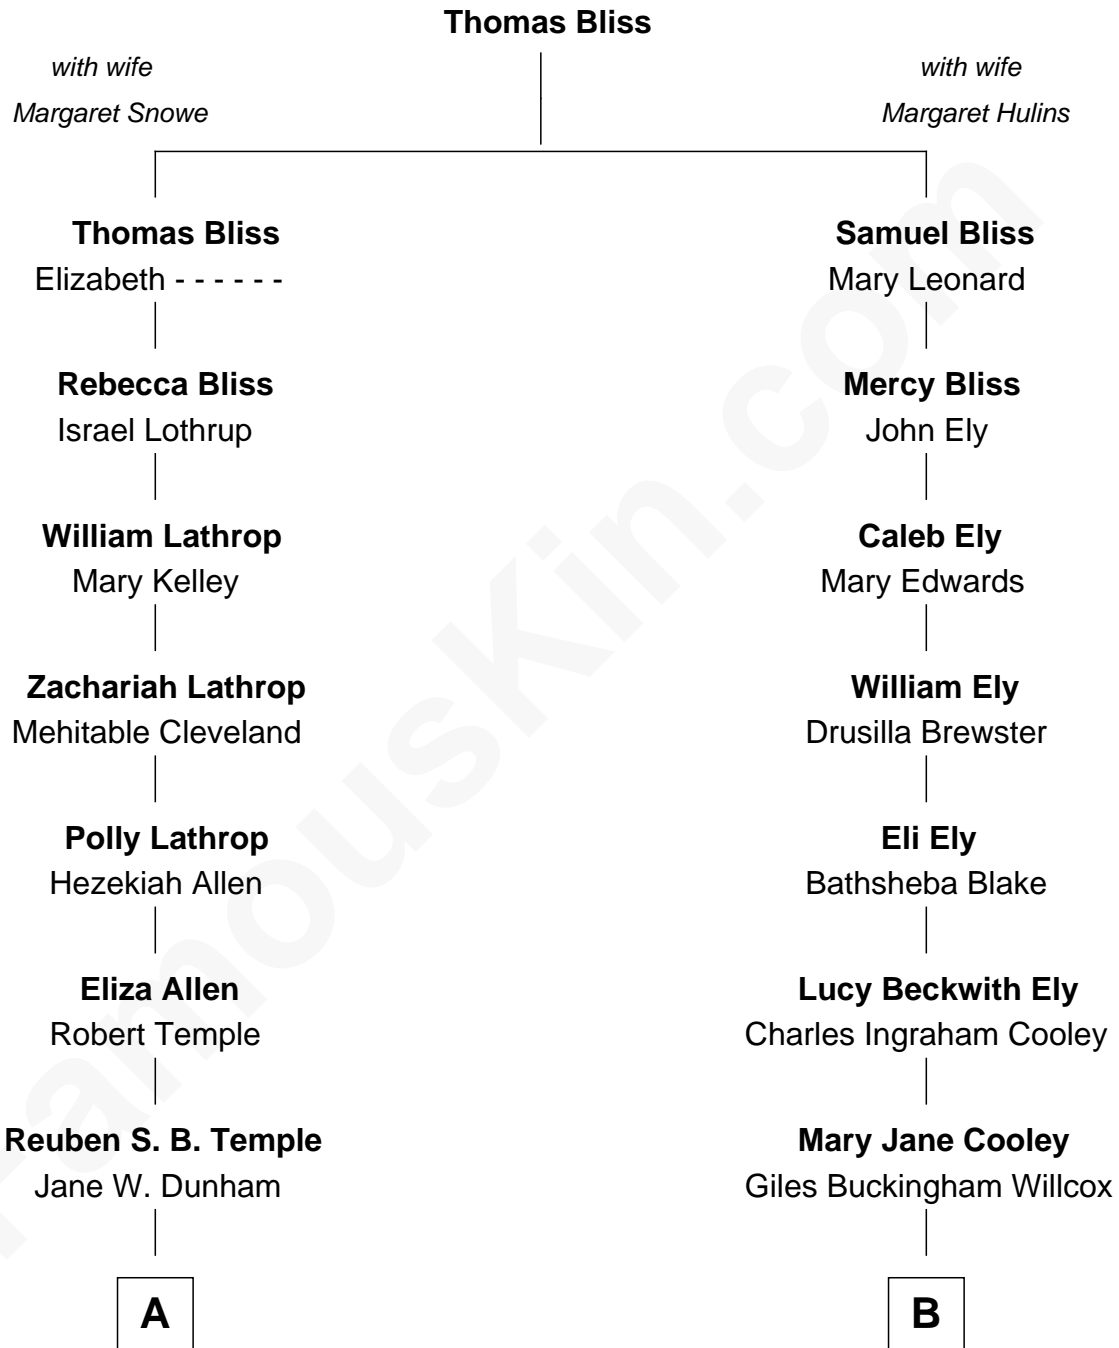 Thomas Bliss
with wife
Margaret Snowe
with wife
Margaret Hulins
Thomas Bliss
Elizabeth - - - - - -
Samuel Bliss
Mary Leonard
Rebecca Bliss
Israel Lothrup
Mercy Bliss
John Ely
William Lathrop
Mary Kelley
Caleb Ely
Mary Edwards
Zachariah Lathrop
Mehitable Cleveland
William Ely
Drusilla Brewster
Polly Lathrop
Hezekiah Allen
Eli Ely
Bathsheba Blake
Eliza Allen
Robert Temple
Lucy Beckwith Ely
Charles Ingraham Cooley
Reuben S. B. Temple
Jane W. Dunham
Mary Jane Cooley
Giles Buckingham Willcox
A
B
FamousKin.com